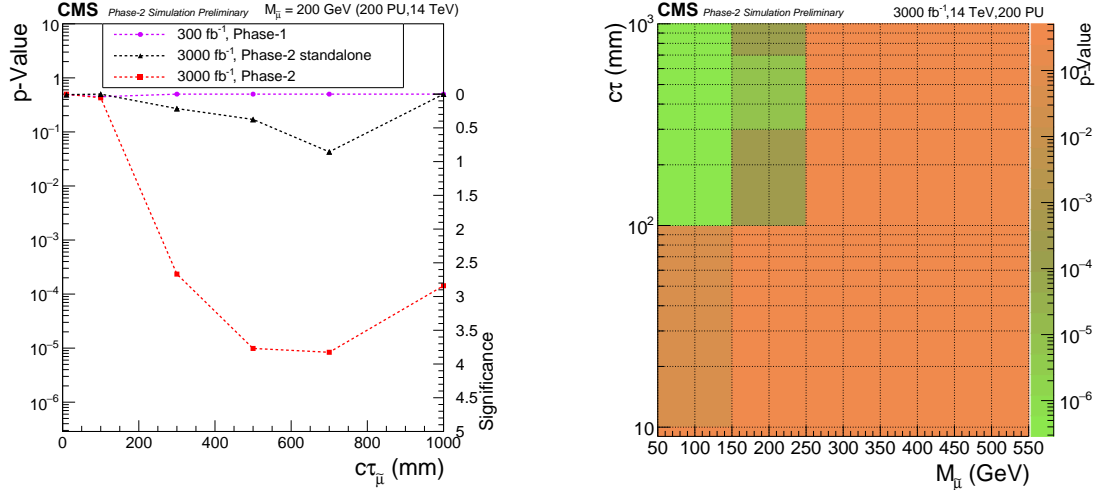 CMS Phase-2 Simulation Preliminary M_μ̃ = 200 GeV (200 PU,14 TeV)
300 fb⁻¹, Phase-1
3000 fb⁻¹, Phase-2 standalone
3000 fb⁻¹, Phase-2
p-Value
10
1
10⁻¹
10⁻²
10⁻³
10⁻⁴
10⁻⁵
10⁻⁶
0
0.5
1
1.5
2
2.5
3
3.5
4
4.5
5
Significance
0 200 400 600 800 1000
cτ_μ̃ (mm)
CMS Phase-2 Simulation Preliminary 3000 fb⁻¹,14 TeV,200 PU
cτ (mm)
10³
10²
10
50 100 150 200 250 300 350 400 450 500 550
M_μ̃ (GeV)
p-Value
10⁻¹
10⁻²
10⁻³
10⁻⁴
10⁻⁵
10⁻⁶